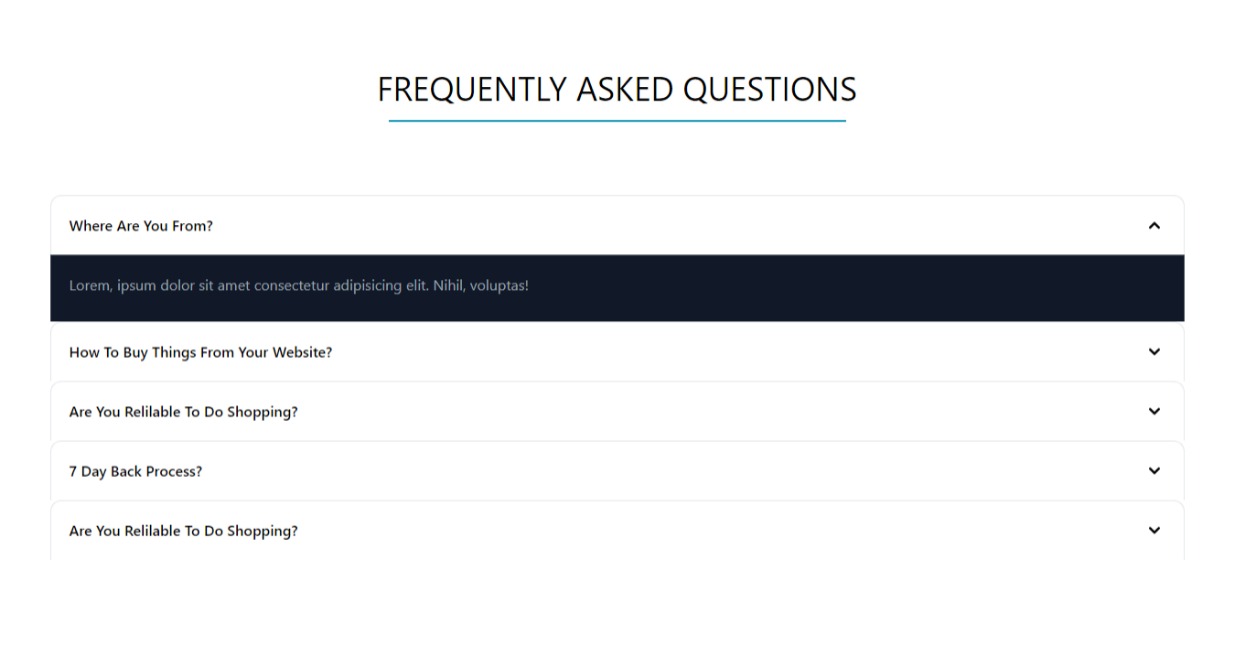 FREQUENTLY ASKED QUESTIONS
Where Are You From?
Lorem, ipsum dolor sit amet consectetur adipisicing elit. Nihil, voluptas!
How To Buy Things From Your Website?
Are You Relilable To Do Shopping?
7 Day Back Process?
Are You Relilable To Do Shopping?